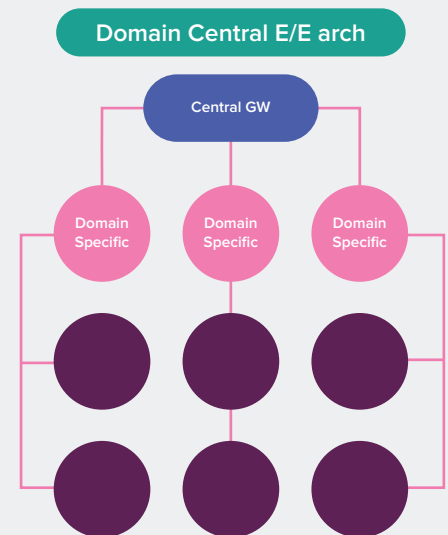 Domain Central E/E arch
Central GW
Domain
Specific
Domain
Specific
Domain
Specific